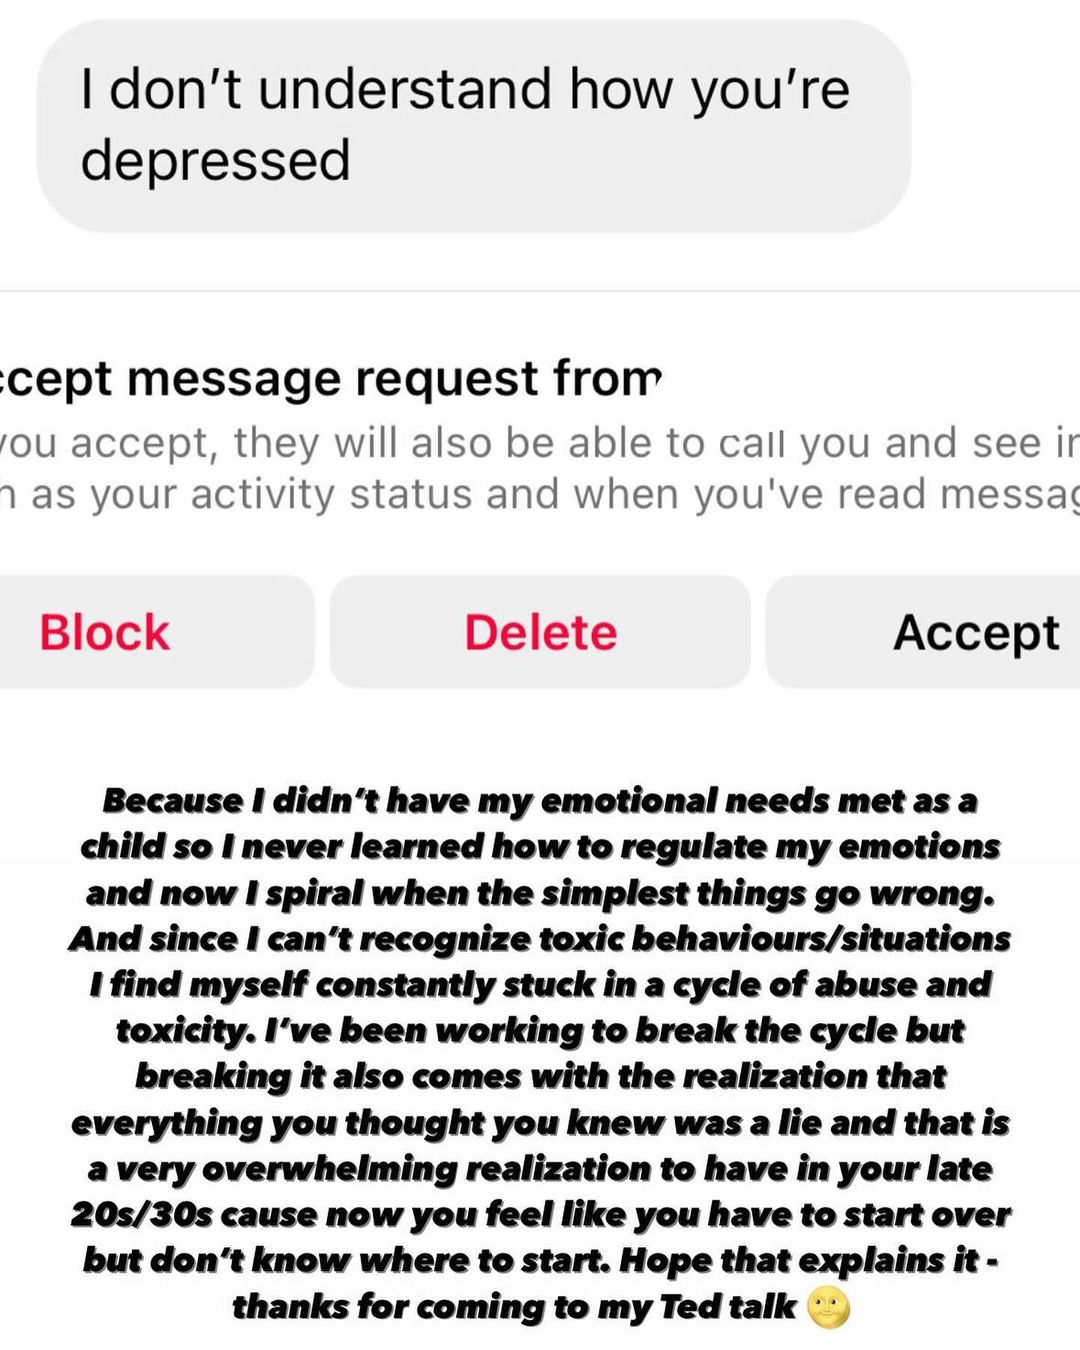 I don’t understand how you’re
depressed
ccept message request from
you accept, they will also be able to call you and see in
h as your activity status and when you've read messag
Block
Delete
Accept
Because I didn’t have my emotional needs met as a
child so I never learned how to regulate my emotions
and now I spiral when the simplest things go wrong.
And since I can’t recognize toxic behaviours/situations
I find myself constantly stuck in a cycle of abuse and
toxicity. I’ve been working to break the cycle but
breaking it also comes with the realization that
everything you thought you knew was a lie and that is
a very overwhelming realization to have in your late
20s/30s cause now you feel like you have to start over
but don’t know where to start. Hope that explains it -
thanks for coming to my Ted talk 🌝